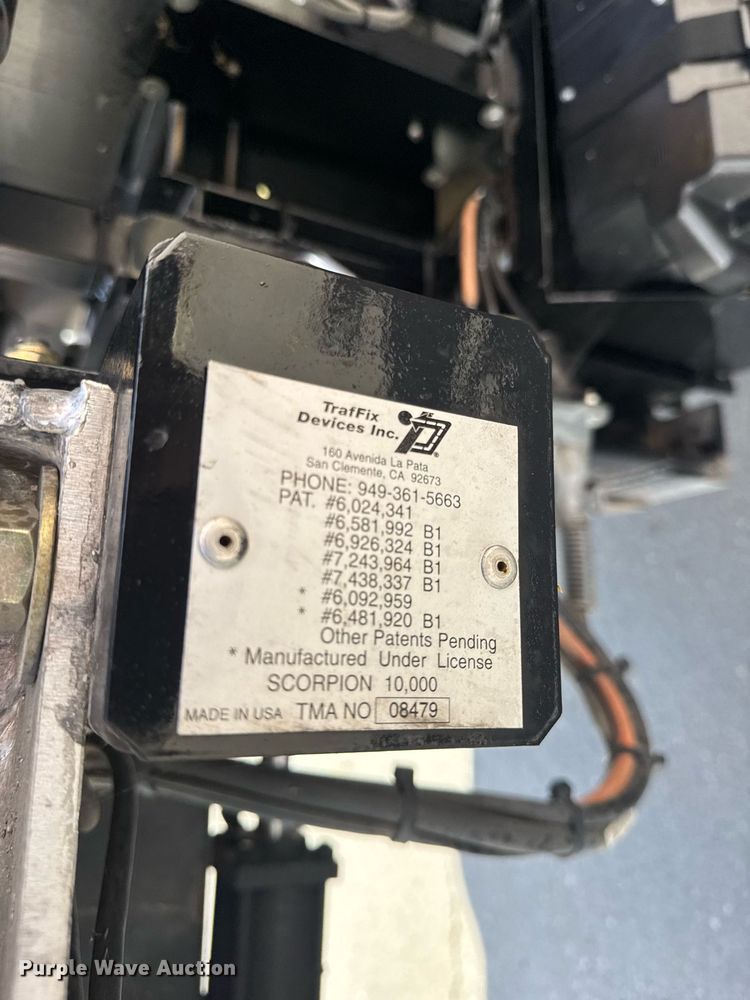 TrafFix
Devices Inc.
160 Avenida La Pata
San Clemente, CA 92673
PHONE: 949-361-5663
PAT. #6,024,341
#6,581,992 B1
#6,926,324 B1
#7,243,964 B1
#7,438,337 B1
* #6,092,959
* #6,481,920 B1
Other Patents Pending
* Manufactured Under License
SCORPION 10,000
MADE IN USA TMA NO 08479
Purple Wave Auction